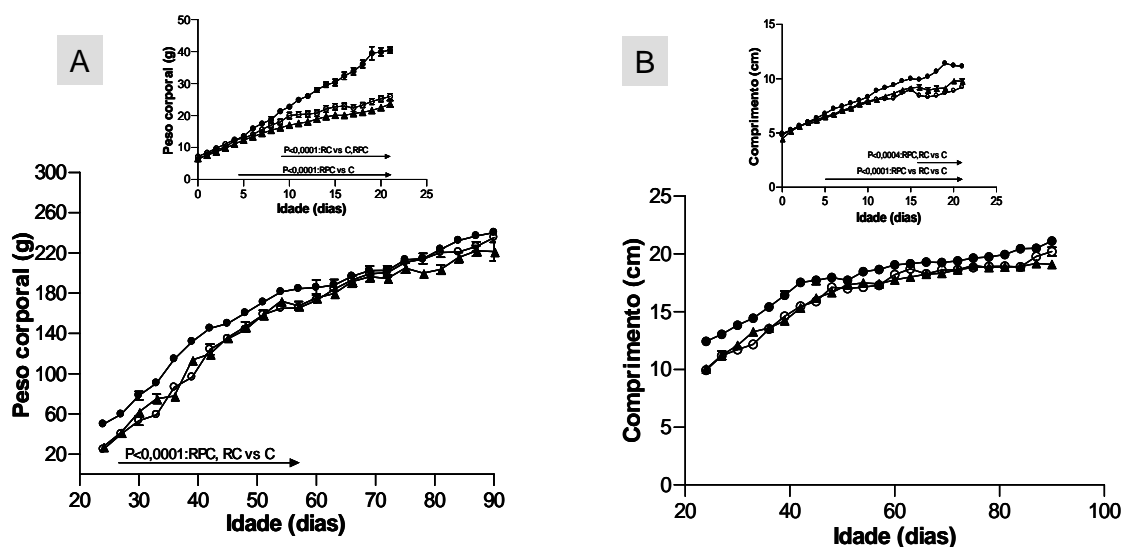 A
Peso corporal (g)
50
40
30
20
10
0
P<0,0001:RC vs C,RPC
P<0,0001:RPC vs C
0 5 10 15 20 25
Idade (dias)
Peso corporal (g)
300
260
220
180
140
100
60
20
P<0,0001:RPC, RC vs C
20 30 40 50 60 70 80 90
Idade (dias)
B
Comprimento (cm)
15
10
5
0
P<0,0004:RPC,RC vs C
P<0,0001:RPC vs RC vs C
0 5 10 15 20 25
Idade (dias)
Comprimento (cm)
25
20
15
10
5
0
20 40 60 80 100
Idade (dias)